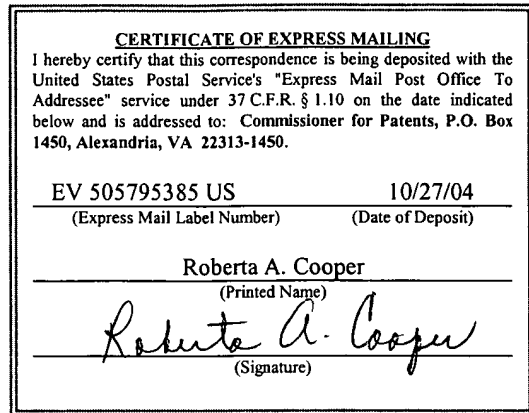 CERTIFICATE OF EXPRESS MAILING
I hereby certify that this correspondence is being deposited with the
United States Postal Service's "Express Mail Post Office To
Addressee" service under 37 C.F.R. § 1.10 on the date indicated
below and is addressed to: Commissioner for Patents, P.O. Box
1450, Alexandria, VA 22313-1450.
EV 505795385 US 10/27/04
(Express Mail Label Number) (Date of Deposit)
Roberta A. Cooper
(Printed Name)
Roberta A. Cooper
(Signature)